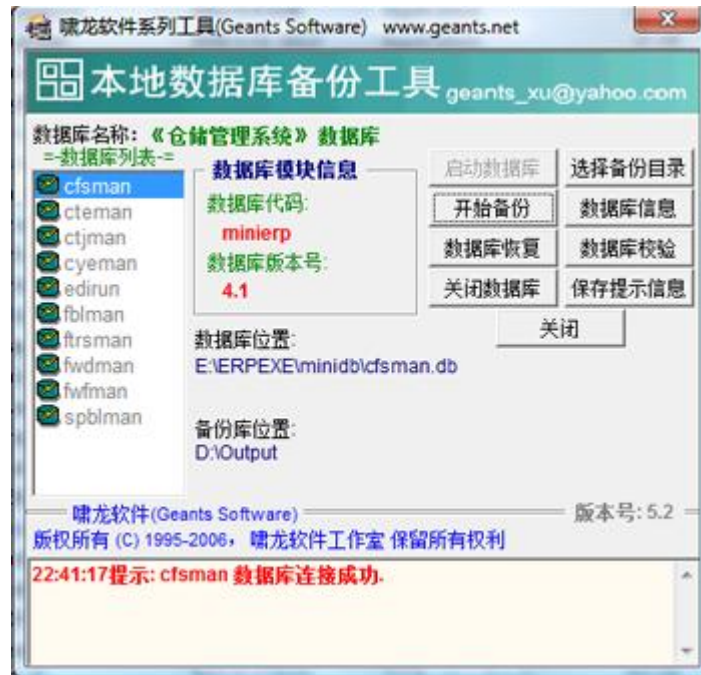 啸龙软件系列工具(Geants Software) www.geants.net
本地数据库备份工具 geants_xu@yahoo.com
数据库名称：《仓储管理系统》数据库
=-数据库列表-=
cfsman
cteman
ctjman
cyeman
edirun
fblman
ftrsman
fwdman
fwfman
spblman
数据库模块信息
数据库代码:
minierp
数据库版本号:
4.1
启动数据库 选择备份目录
开始备份 数据库信息
数据库恢复 数据库校验
关闭数据库 保存提示信息
关闭
数据库位置:
E:\ERPEXE\minidb\cfsman.db
备份库位置:
D:\Output
啸龙软件(Geants Software) 版本号: 5.2
版权所有 (C) 1995-2006，啸龙软件工作室 保留所有权利
22:41:17提示: cfsman 数据库连接成功.